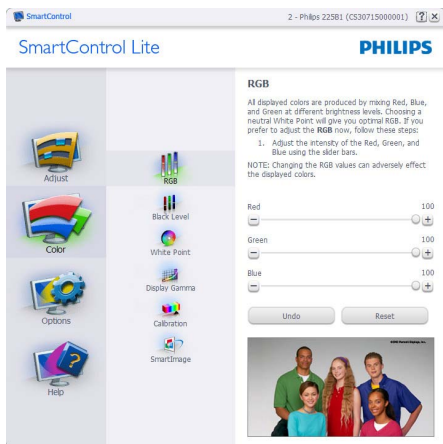 SmartControl
2 - Philips 225B1 (CS30715000001)
SmartControl Lite
PHILIPS
Adjust
Color
Options
Help
RGB
Black Level
White Point
Display Gamma
Calibration
SmartImage
RGB
All displayed colors are produced by mixing Red, Blue,
and Green at different brightness levels. Choosing a
neutral White Point will give you optimal RGB. If you
prefer to adjust the RGB now, follow these steps:
1. Adjust the intensity of the Red, Green, and
Blue using the slider bars.
NOTE: Changing the RGB values can adversely effect
the displayed colors.
Red 100
Green 100
Blue 100
Undo Reset